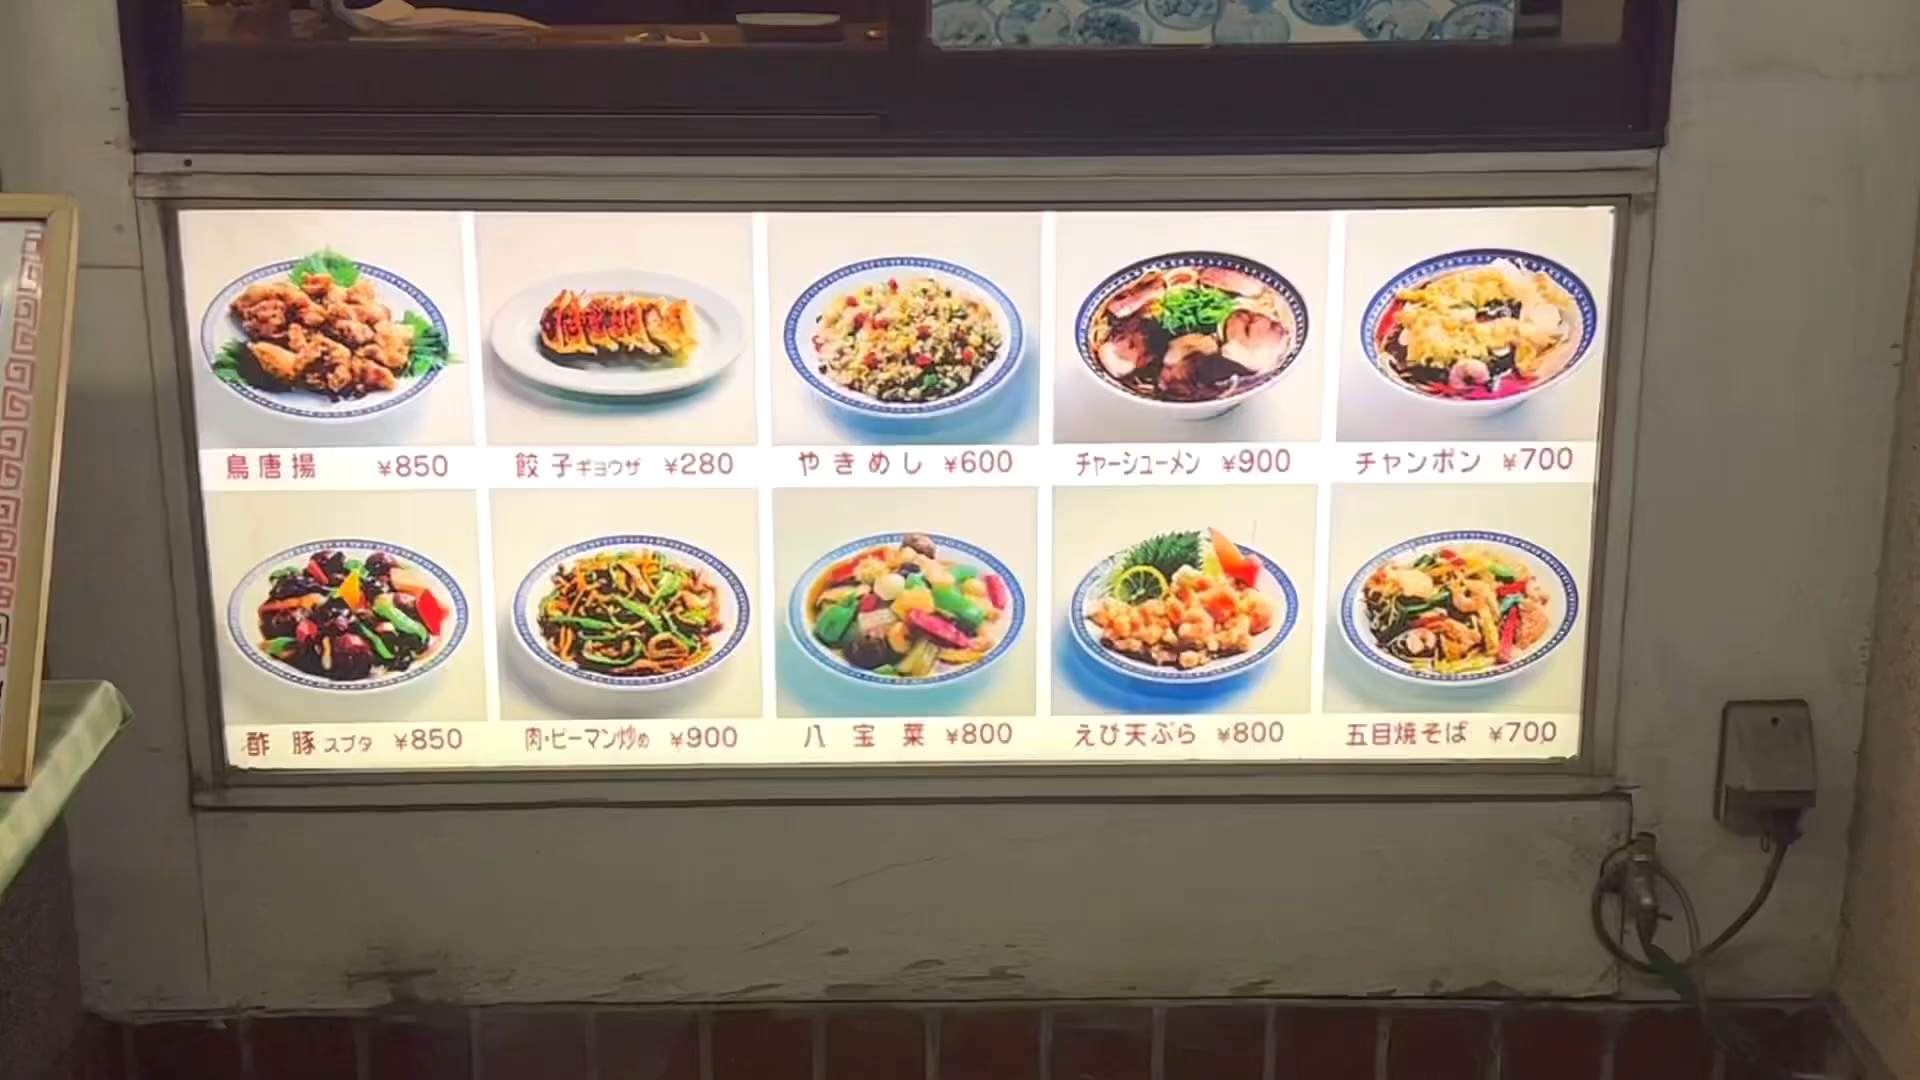 鳥唐揚 ¥850
餃子ギョウザ ¥280
やきめし ¥600
チャーシューメン ¥900
チャンポン ¥700
酢豚スブタ ¥850
肉・ピーマン炒め ¥900
八宝菜 ¥800
えび天ぷら ¥800
五目焼そば ¥700